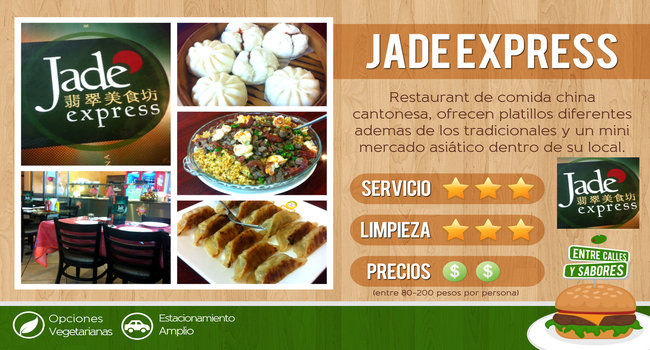 Jade
翡翠美食坊
express
JADE EXPRESS
Restaurant de comida china
cantonesa, ofrecen platillos diferentes
ademas de los tradicionales y un mini
mercado asiático dentro de su local.
SERVICIO
LIMPIEZA
PRECIOS
$ $
(entre 80-200 pesos por persona)
Jade
翡翠美食坊
express
ENTRE CALLES
Y SABORES
Opciones
Vegetarianas
Estacionamiento
Amplio